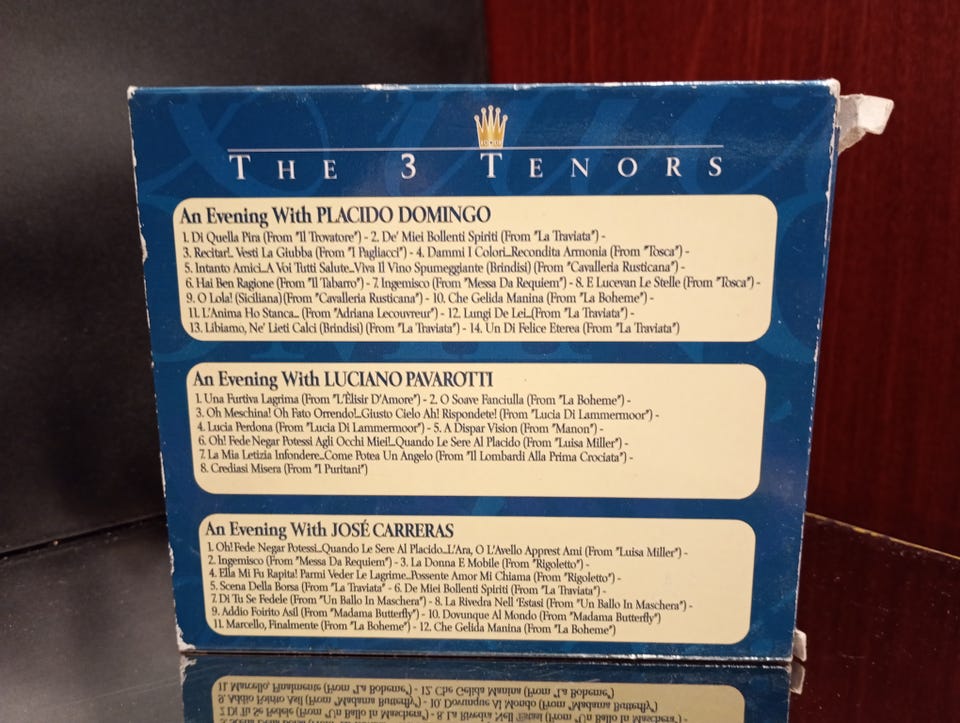 THE 3 TENORS
An Evening With PLACIDO DOMINGO
1. Di Quella Pira (From "Il Trovatore") - 2. De' Miei Bollenti Spiriti (From "La Traviata") -
3. Recitar!.. Vesti La Giubba (From "I Pagliacci") - 4. Dammi I Colori...Recondita Armonia (From "Tosca") -
5. Intanto Amici...A Voi Tutti Salute...Viva Il Vino Spumeggiante (Brindisi) (From "Cavalleria Rusticana") -
6. Hai Ben Ragione (From "Il Tabarro") - 7. Ingemisco (From "Messa Da Requiem") - 8. E Lucevan Le Stelle (From "Tosca") -
9. O Lola! (Siciliana)(From "Cavalleria Rusticana") - 10. Che Gelida Manina (From "La Boheme") -
11. L'Anima Ho Stanca... (From "Adriana Lecouvreur") - 12. Lungi De Lei...(From "La Traviata") -
13. Libiamo, Ne' Lieti Calci (Brindisi) (From "La Traviata") - 14. Un Di Felice Eterea (From "La Traviata")
An Evening With LUCIANO PAVAROTTI
1. Una Furtiva Lagrima (From "L'Élisir D'Amore") - 2. O Soave Fanciulla (From "La Boheme") -
3. Oh Meschina! Oh Fato Orrendo!...Giusto Cielo Ah! Rispondete! (From "Lucia Di Lammermoor") -
4. Lucia Perdona (From "Lucia Di Lammermoor") - 5. A Dispar Vision (From "Manon") -
6. Oh! Fede Negar Potessi Agli Occhi Miei!...Quando Le Sere Al Placido (From "Luisa Miller") -
7. La Mia Letizia Infondere...Come Potea Un Angelo (From "Il Lombardi Alla Prima Crociata") -
8. Crediasi Misera (From "I Puritani")
An Evening With JOSÉ CARRERAS
1. Oh! Fede Negar Potessi...Quando Le Sere Al Placido...L'Ara, O L'Avello Apprest Ami (From "Luisa Miller") -
2. Ingemisco (From "Messa Da Requiem") - 3. La Donna E Mobile (From "Rigoletto") -
4. Ella Mi Fu Rapita! Parmi Veder Le Lagrime...Possente Amor Mi Chiama (From "Rigoletto") -
5. Scena Della Borsa (From "La Traviata" - 6. De Miei Bollenti Spiriti (From "La Traviata") -
7. Di Tu Se Fedele (From "Un Ballo In Maschera") - 8. La Rivedra Nell 'Estasi (From "Un Ballo In Maschera") -
9. Addio Foirito Asil (From "Madama Butterfly") - 10. Dovunque Al Mondo (From "Madama Butterfly")
11. Marcello, Finalmente (From "La Boheme") - 12. Che Gelida Manina (From "La Boheme")